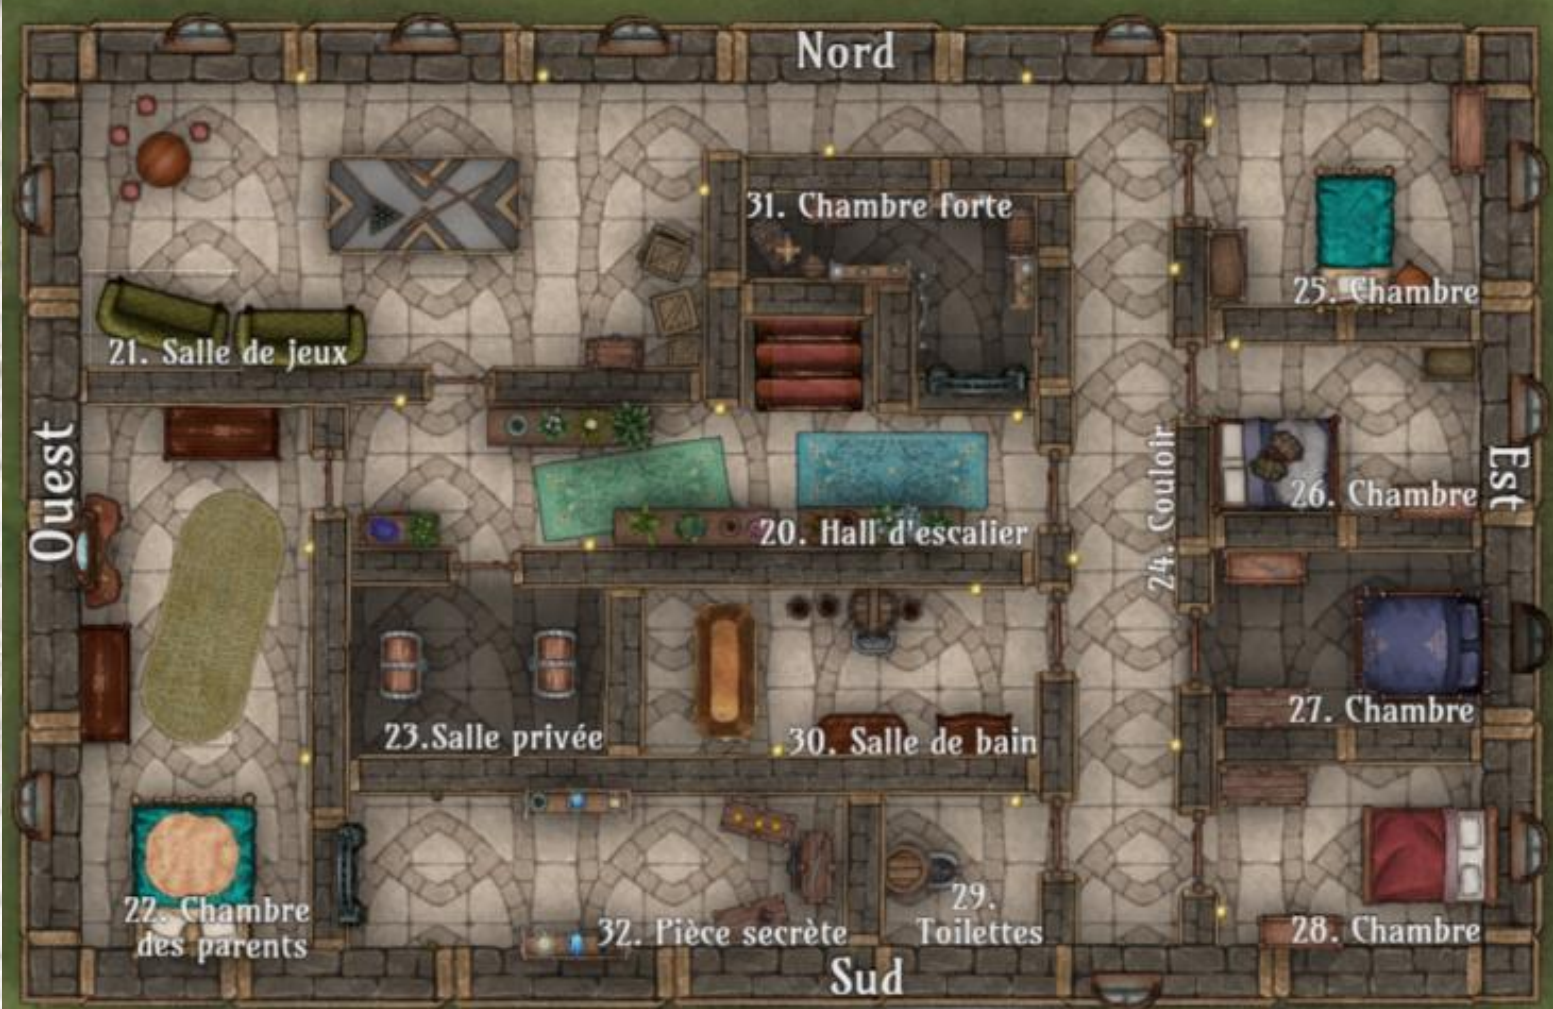 Nord
31. Chambre forte
25. Chambre
21. Salle de jeux
Ouest
Est
24. Couloir
26. Chambre
20. Hall d'escalier
27. Chambre
23.Salle privée
30. Salle de bain
22. Chambre
des parents
32. Pièce secrète
29.
Toilettes
28. Chambre
Sud